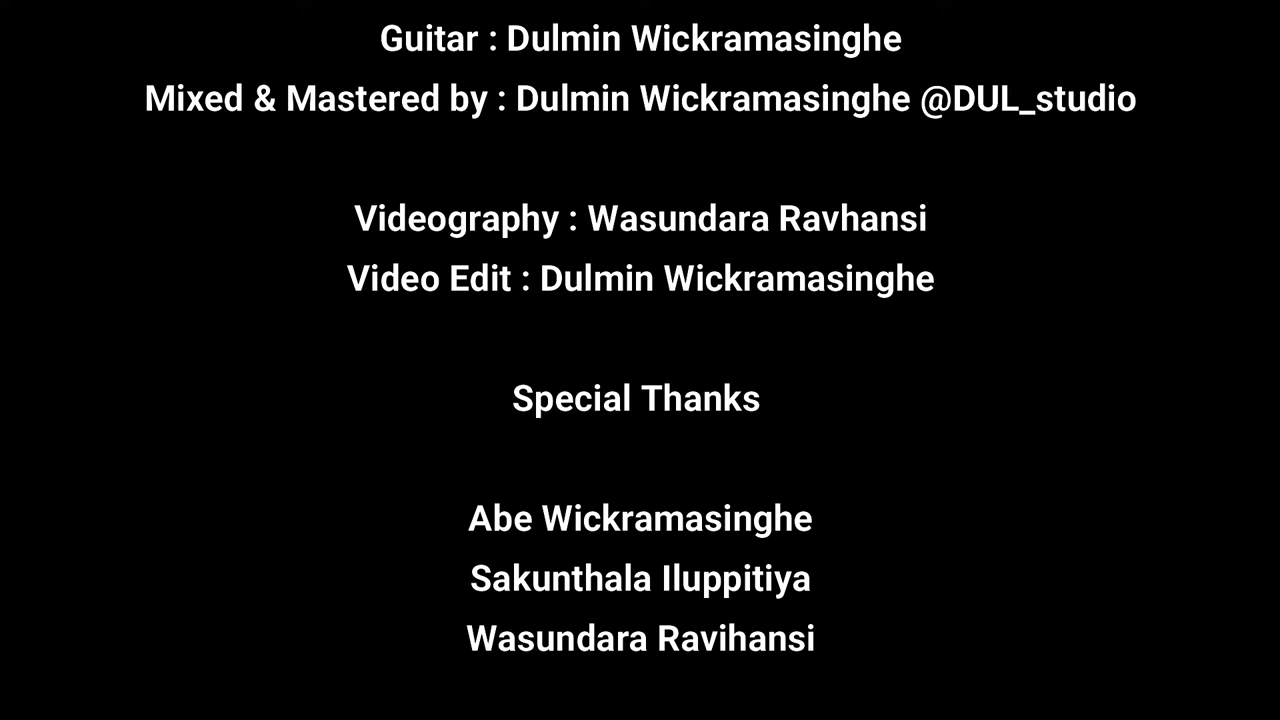 Guitar : Dulmin Wickramasinghe
Mixed & Mastered by : Dulmin Wickramasinghe @DUL_studio
Videography : Wasundara Ravhansi
Video Edit : Dulmin Wickramasinghe
Special Thanks
Abe Wickramasinghe
Sakunthala Iluppitiya
Wasundara Ravihansi